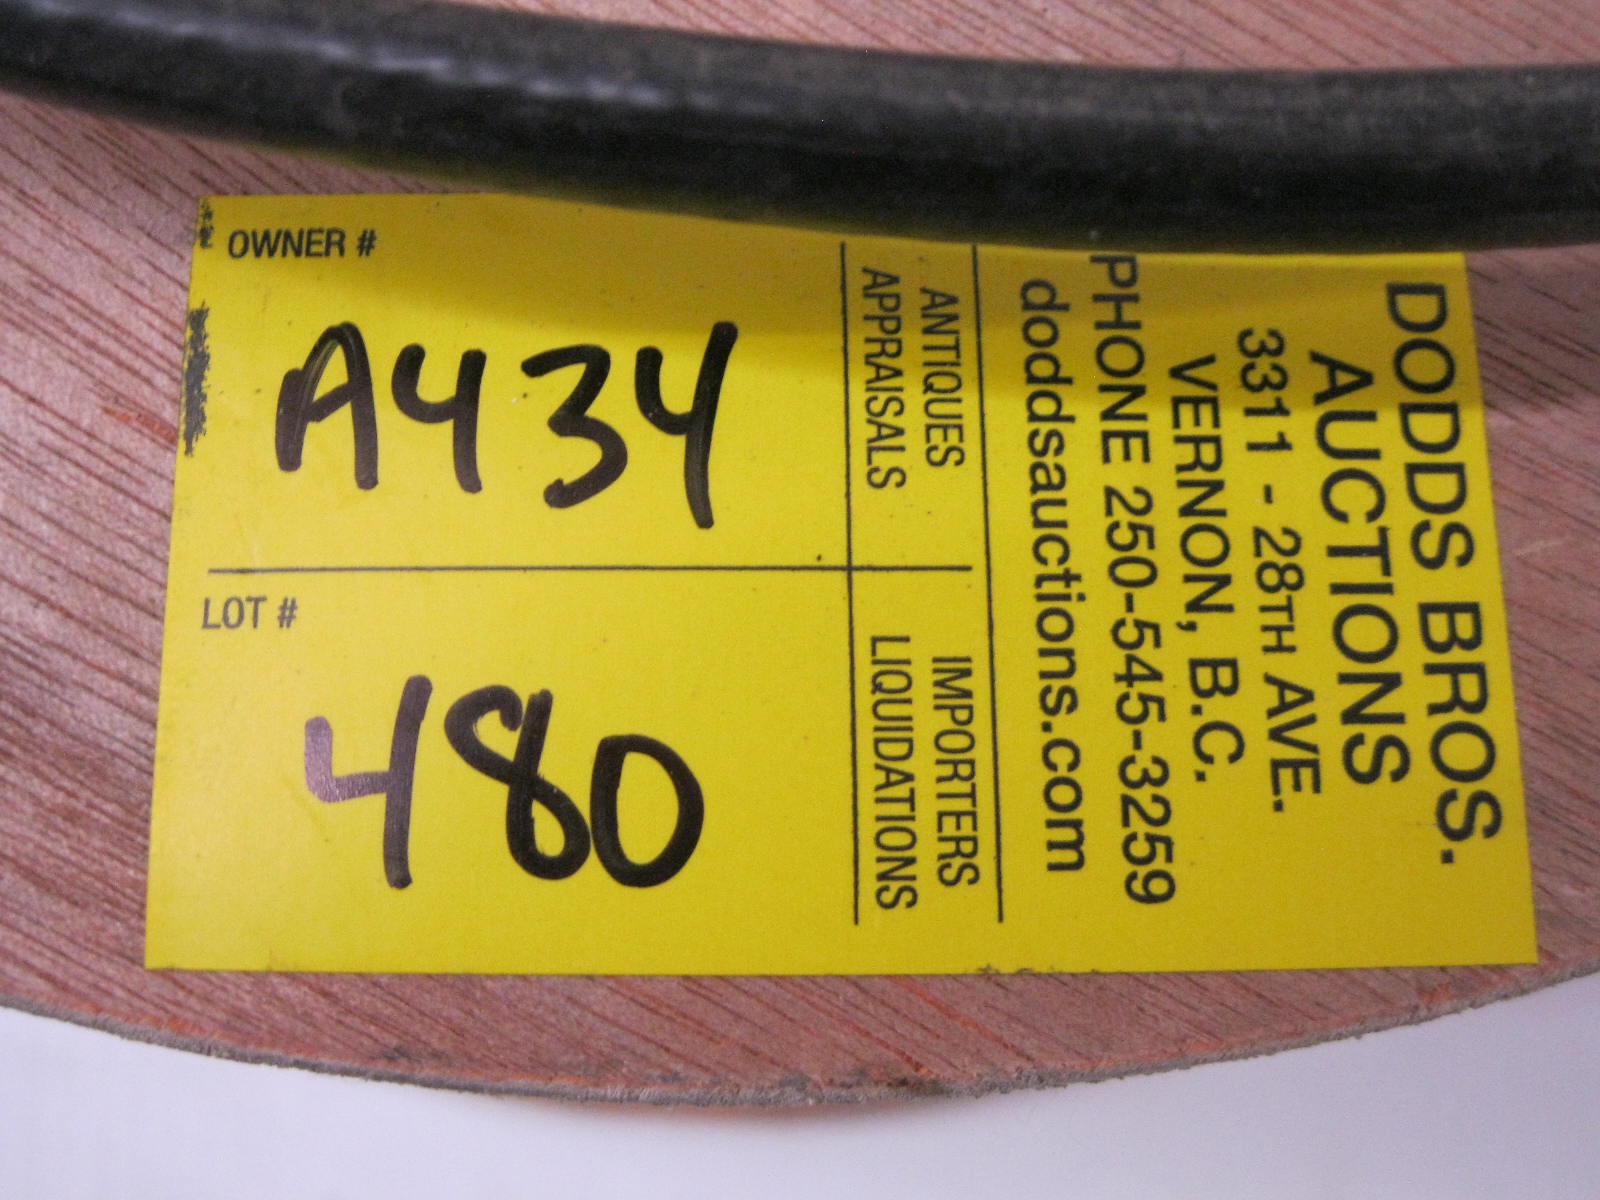 OWNER #
A434
LOT #
480
ANTIQUES
APPRAISALS
IMPORTERS
LIQUIDATIONS
DODDS BROS.
AUCTIONS
3311 - 28TH AVE.
VERNON, B.C.
PHONE 250-545-3259
doddsauctions.com